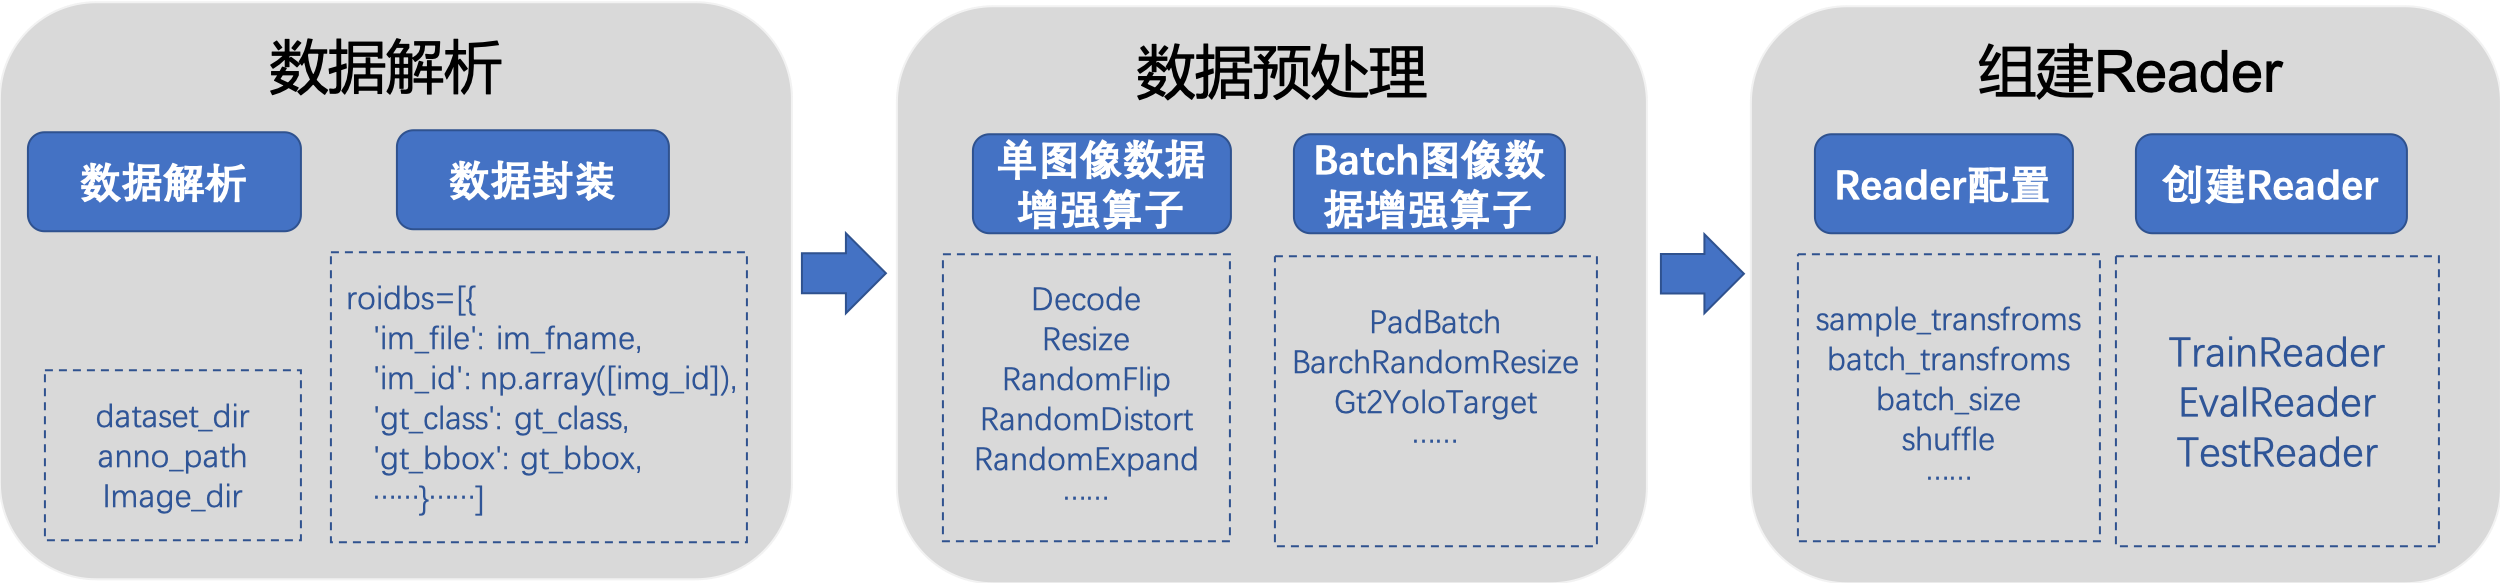 数据解析
数据解析
数据转换
dataset_dir
anno_path
Image_dir
roidbs=[{
'im_file': im_fname,
'im_id': np.array([img_id]),
'gt_class': gt_class,
'gt_bbox': gt_bbox,
……}……]
数据预处理
单图像数据
增强算子
Batch图像数
据增强算子
Decode
Resize
RandomFlip
RandomDistort
RandomExpand
……
PadBatch
BacrchRandomResize
Gt2YoloTarget
……
组建Reader
Reader配置
创建Reader
sample_transfroms
batch_transfroms
batch_size
shuffle
……
TrainReader
EvalReader
TestReader